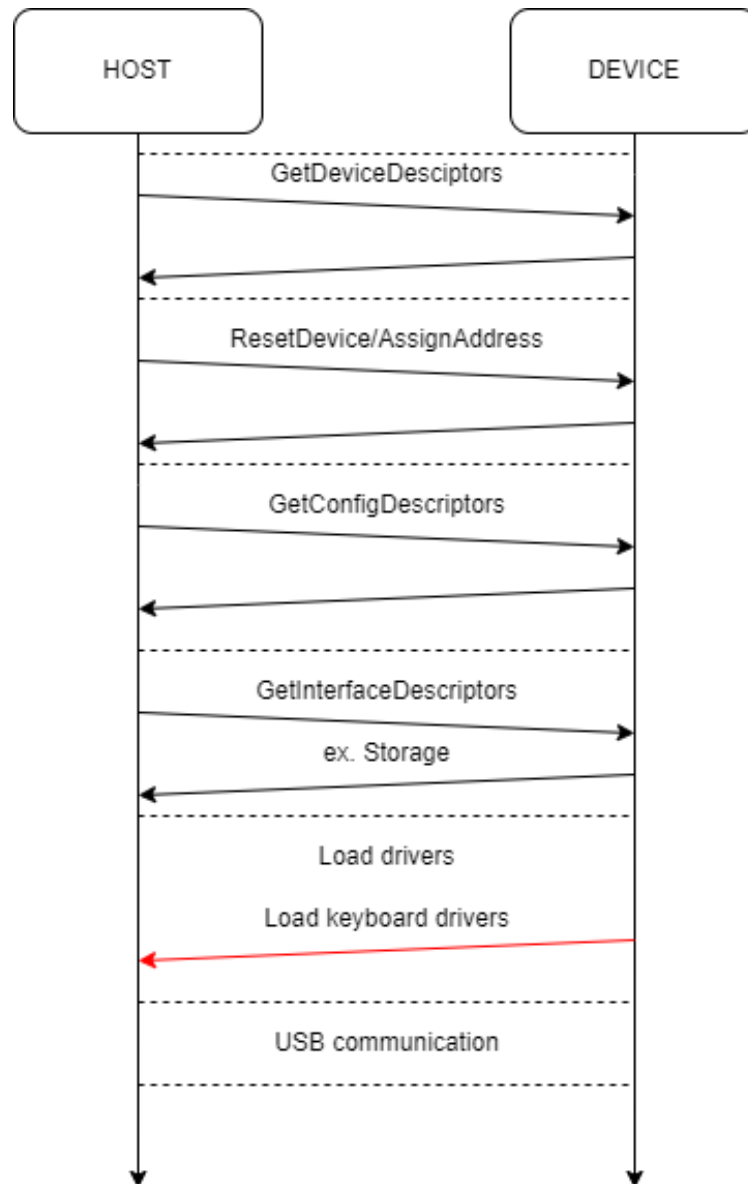 HOST
DEVICE
GetDeviceDesciptors
ResetDevice/AssignAddress
GetConfigDescriptors
GetInterfaceDescriptors
ex. Storage
Load drivers
Load keyboard drivers
USB communication